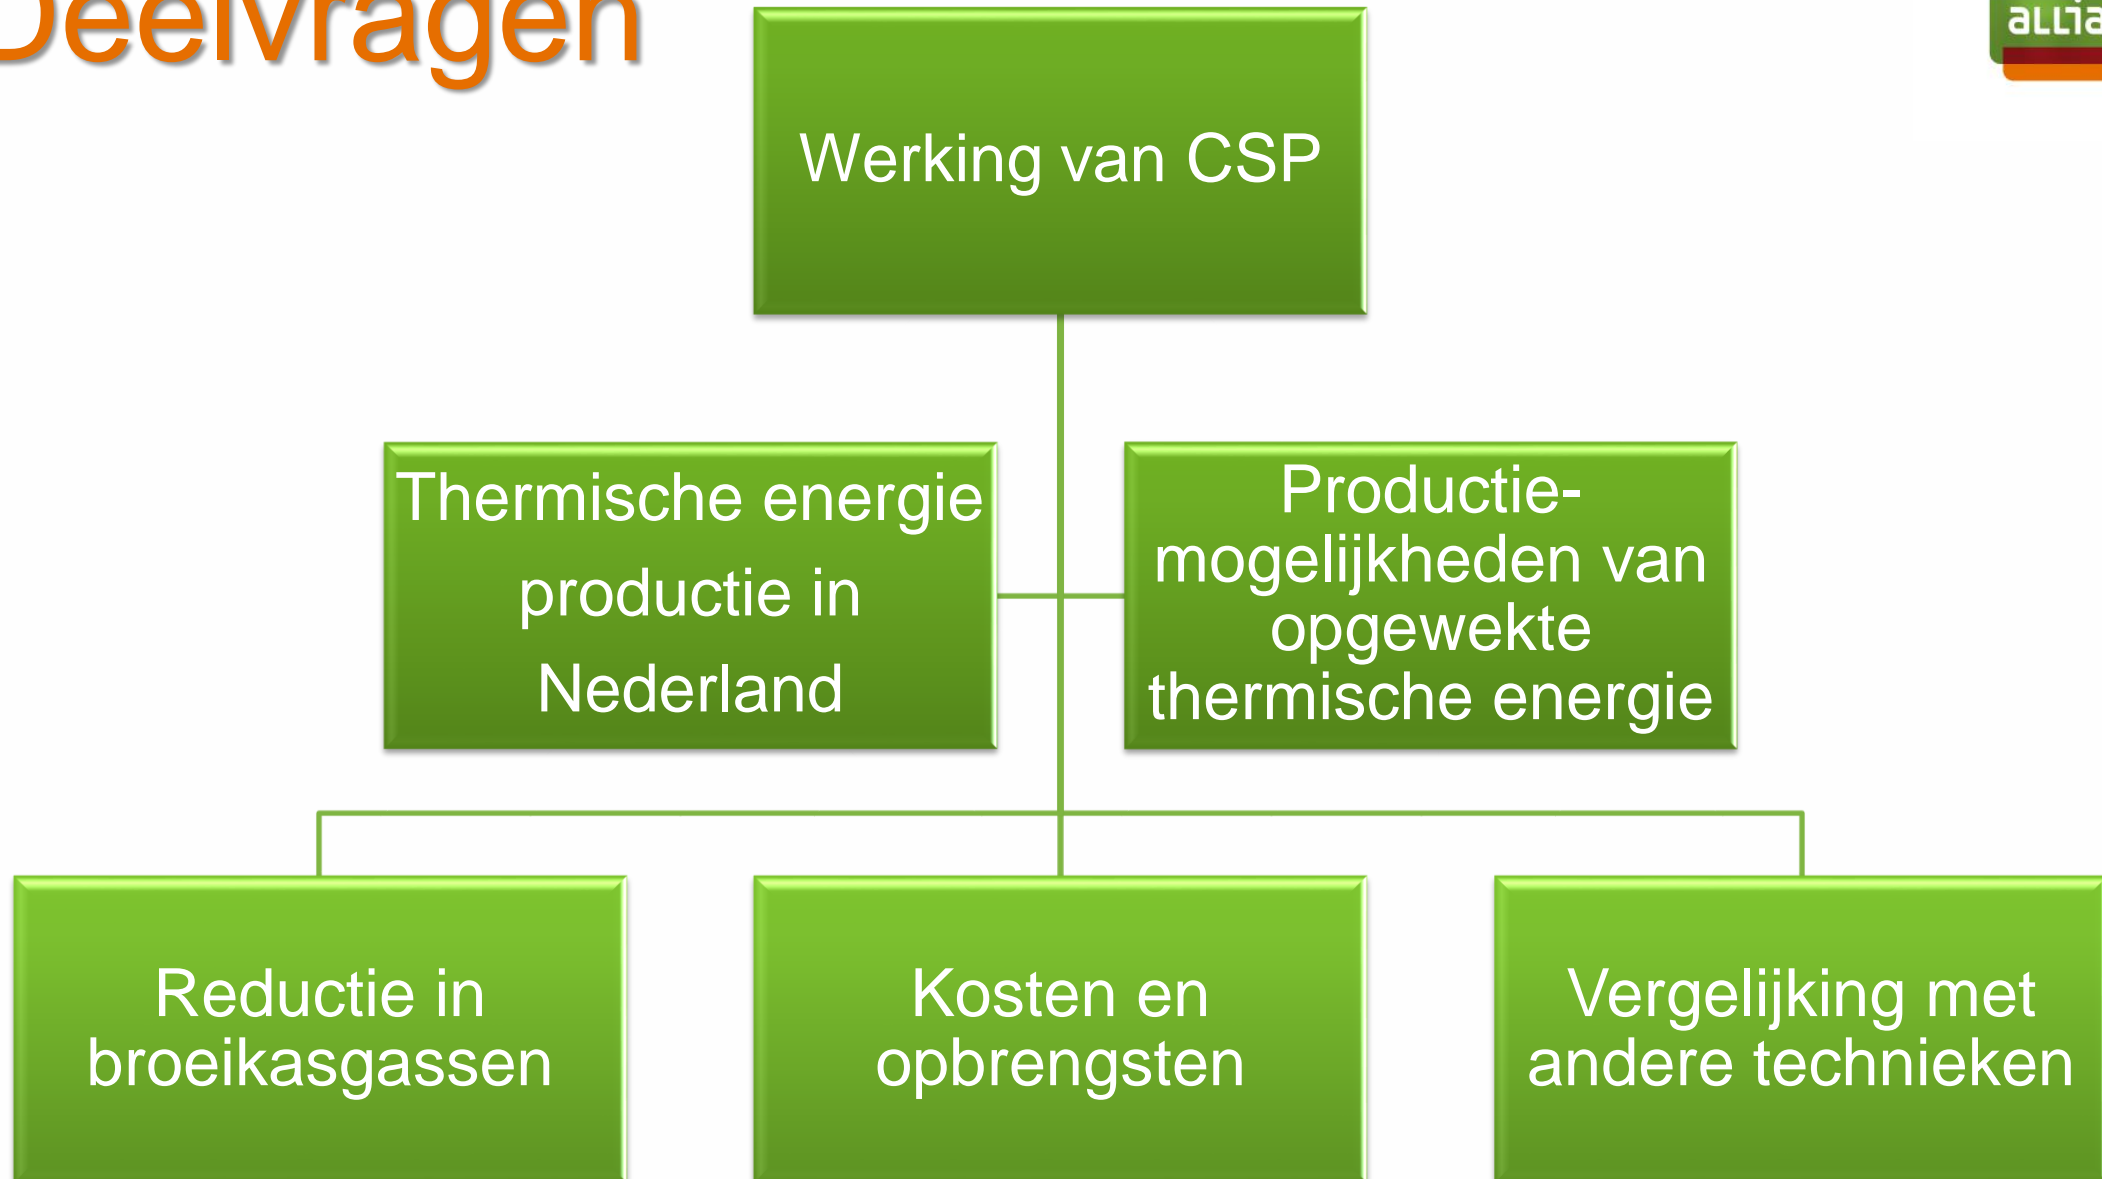 Deelvragen
allia
Werking van CSP
Thermische energie
productie in
Nederland
Productie-
mogelijkheden van
opgewekte
thermische energie
Reductie in
broeikasgassen
Kosten en
opbrengsten
Vergelijking met
andere technieken